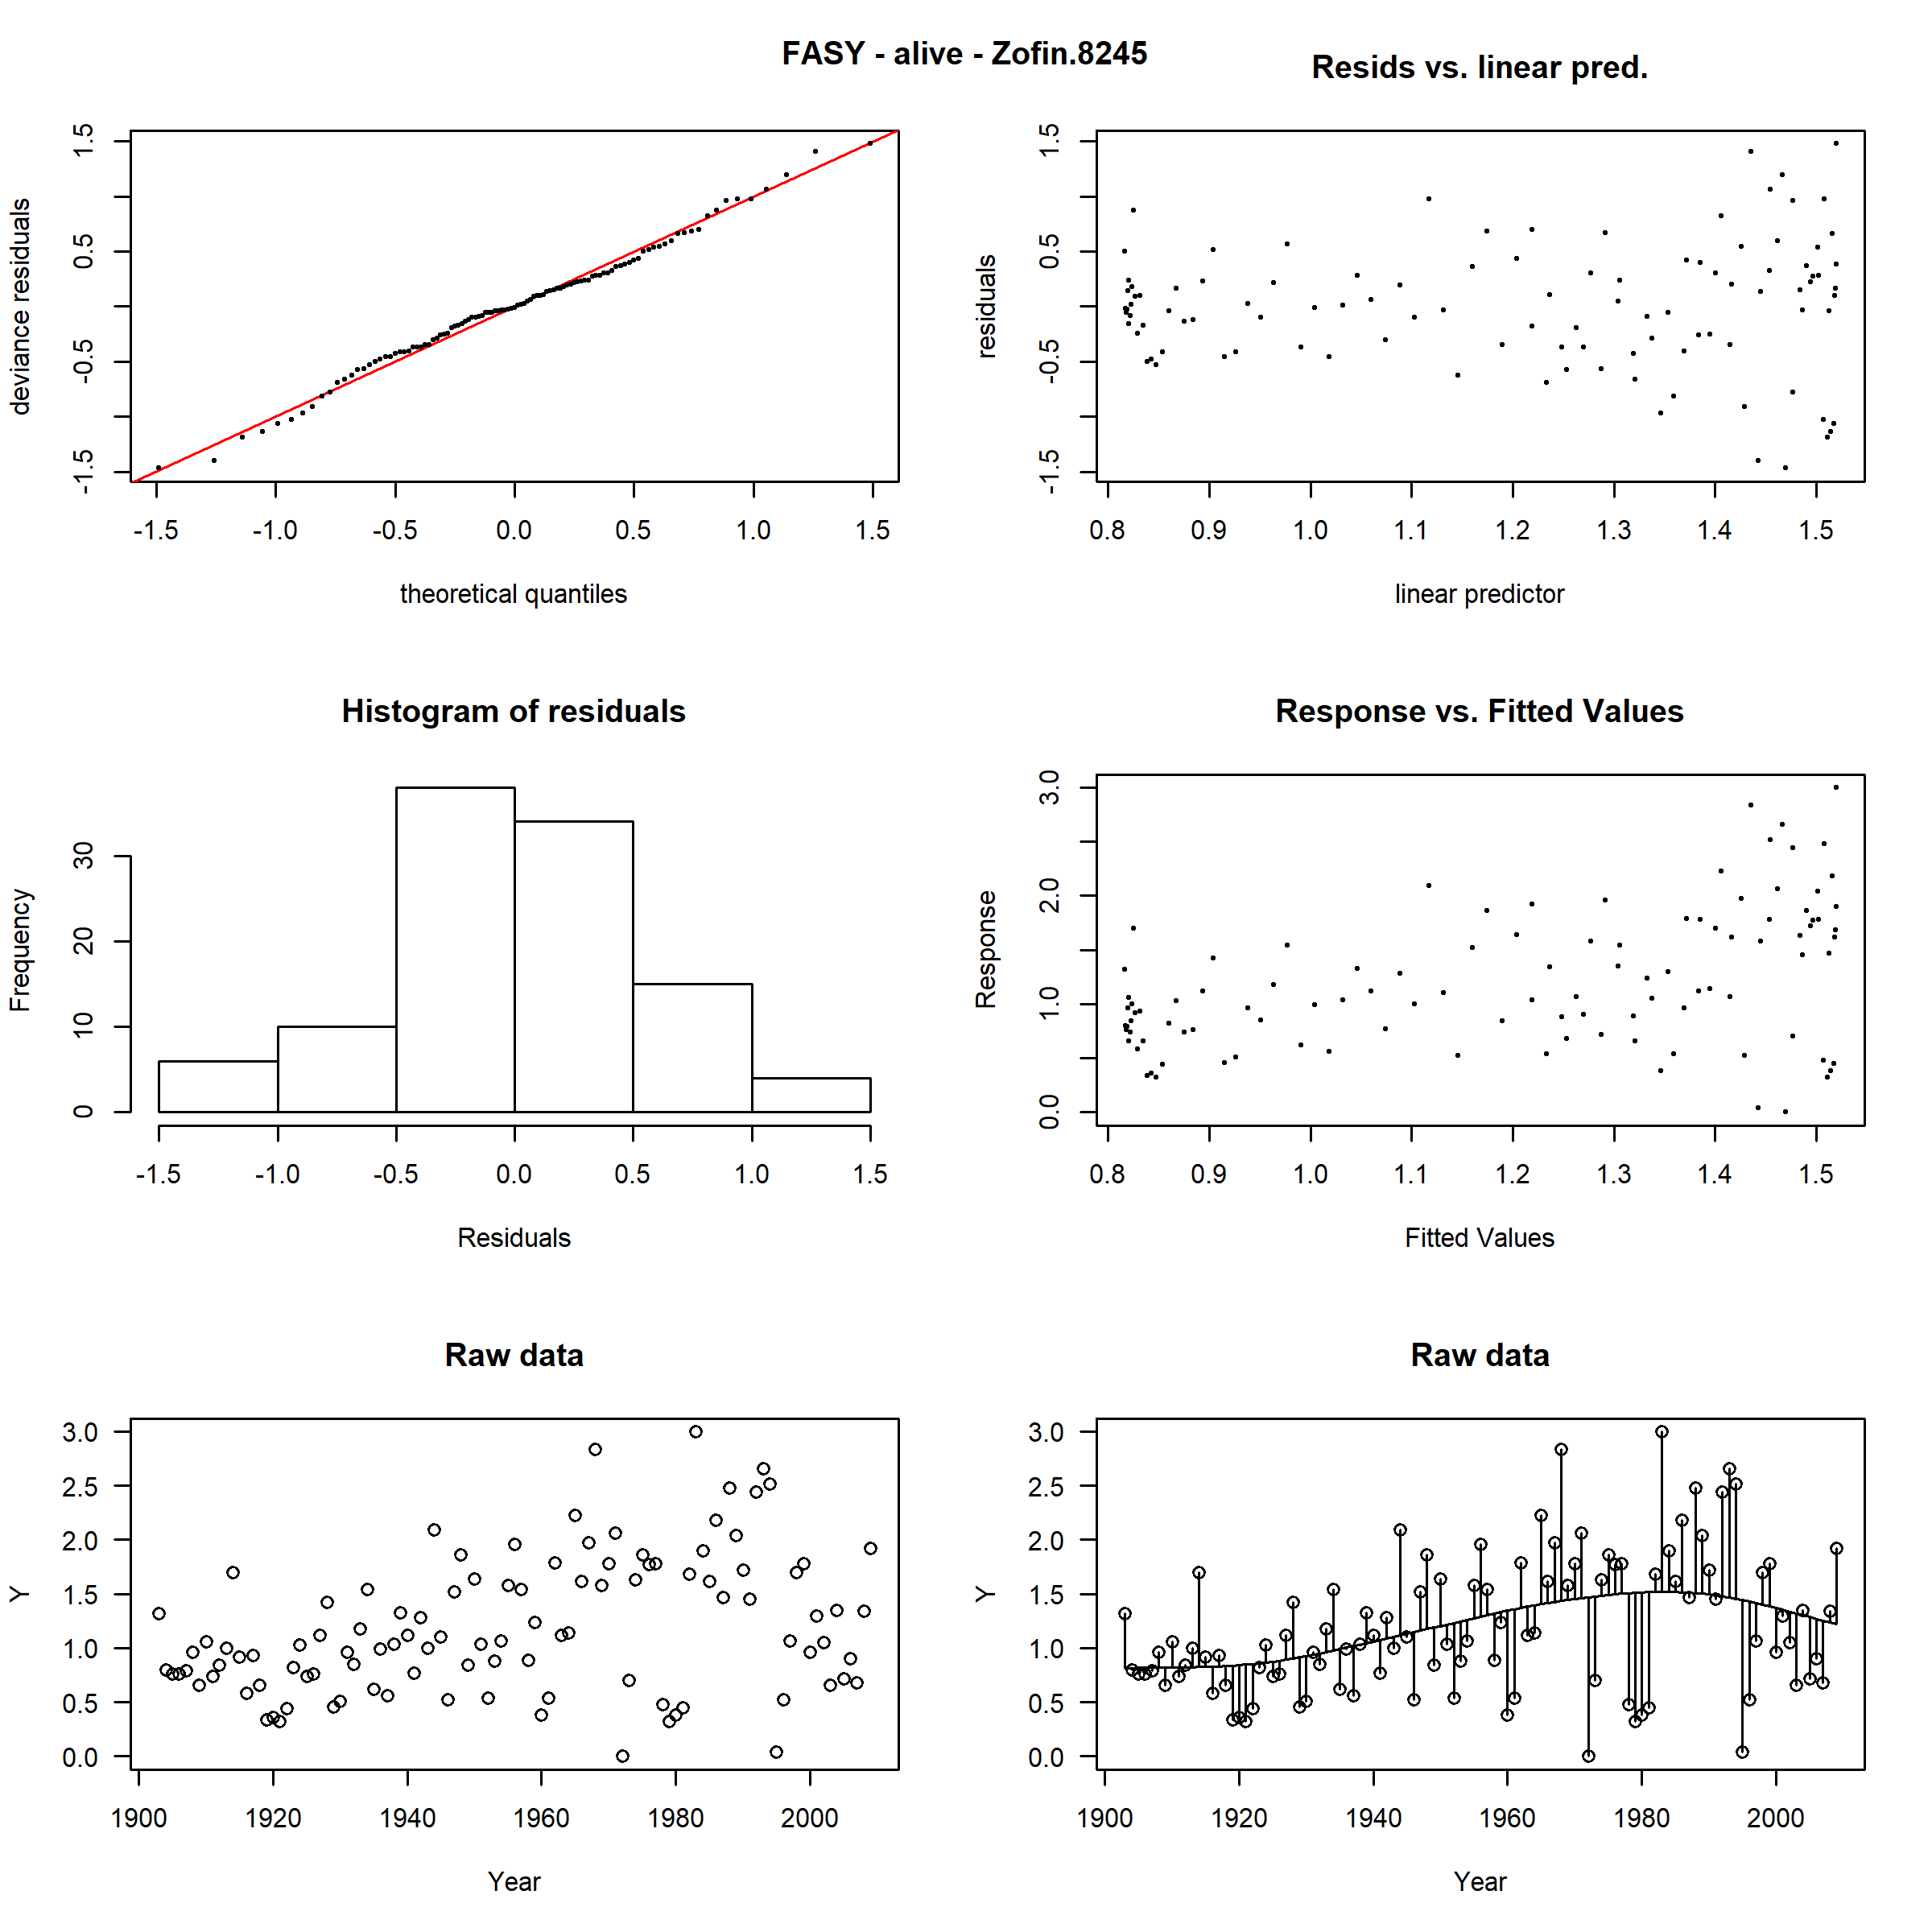 FASY - alive - Zofin.8245
Resids vs. linear pred.
deviance residuals
-1.5 -0.5 0.5 1.5
-1.5 -1.0 -0.5 0.0 0.5 1.0 1.5
theoretical quantiles
residuals
-1.5 -0.5 0.5 1.5
0.8 0.9 1.0 1.1 1.2 1.3 1.4 1.5
linear predictor
Histogram of residuals
Frequency
0 10 20 30
-1.5 -1.0 -0.5 0.0 0.5 1.0 1.5
Residuals
Response vs. Fitted Values
Response
0.0 1.0 2.0 3.0
0.8 0.9 1.0 1.1 1.2 1.3 1.4 1.5
Fitted Values
Raw data
Y
3.0
2.5
2.0
1.5
1.0
0.5
0.0
1900 1920 1940 1960 1980 2000
Year
Raw data
Y
3.0
2.5
2.0
1.5
1.0
0.5
0.0
1900 1920 1940 1960 1980 2000
Year